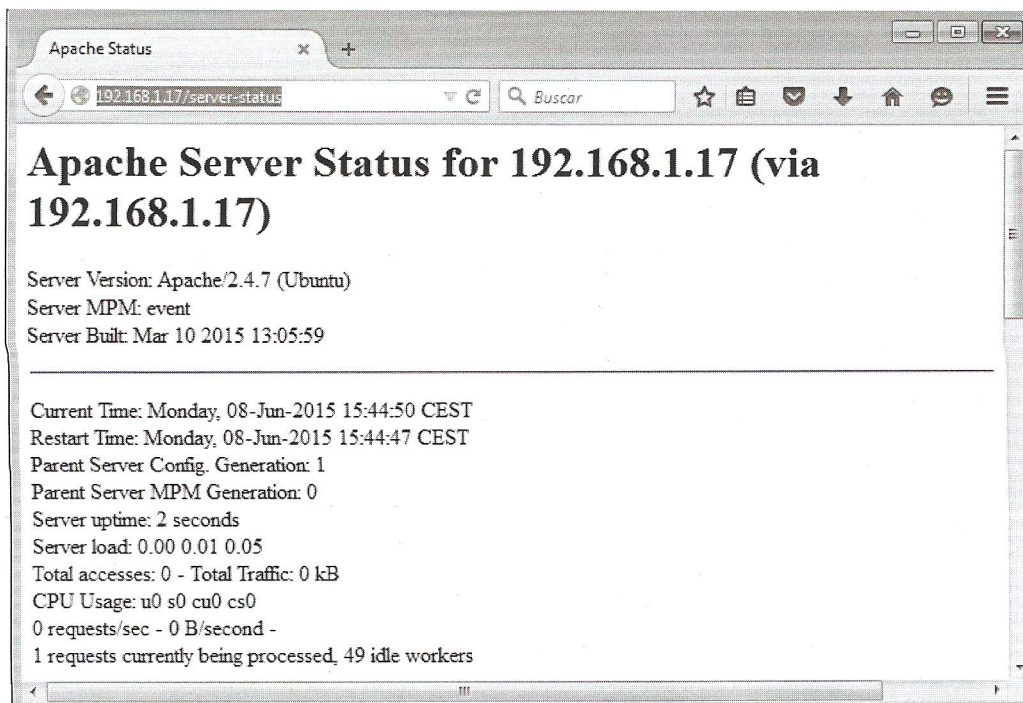 Apache Status
192.168.1.17/server-status
Buscar
Apache Server Status for 192.168.1.17 (via
192.168.1.17)
Server Version: Apache/2.4.7 (Ubuntu)
Server MPM: event
Server Built: Mar 10 2015 13:05:59
Current Time: Monday, 08-Jun-2015 15:44:50 CEST
Restart Time: Monday, 08-Jun-2015 15:44:47 CEST
Parent Server Config. Generation: 1
Parent Server MPM Generation: 0
Server uptime: 2 seconds
Server load: 0.00 0.01 0.05
Total accesses: 0 - Total Traffic: 0 kB
CPU Usage: u0 s0 cu0 cs0
0 requests/sec - 0 B/second -
1 requests currently being processed, 49 idle workers